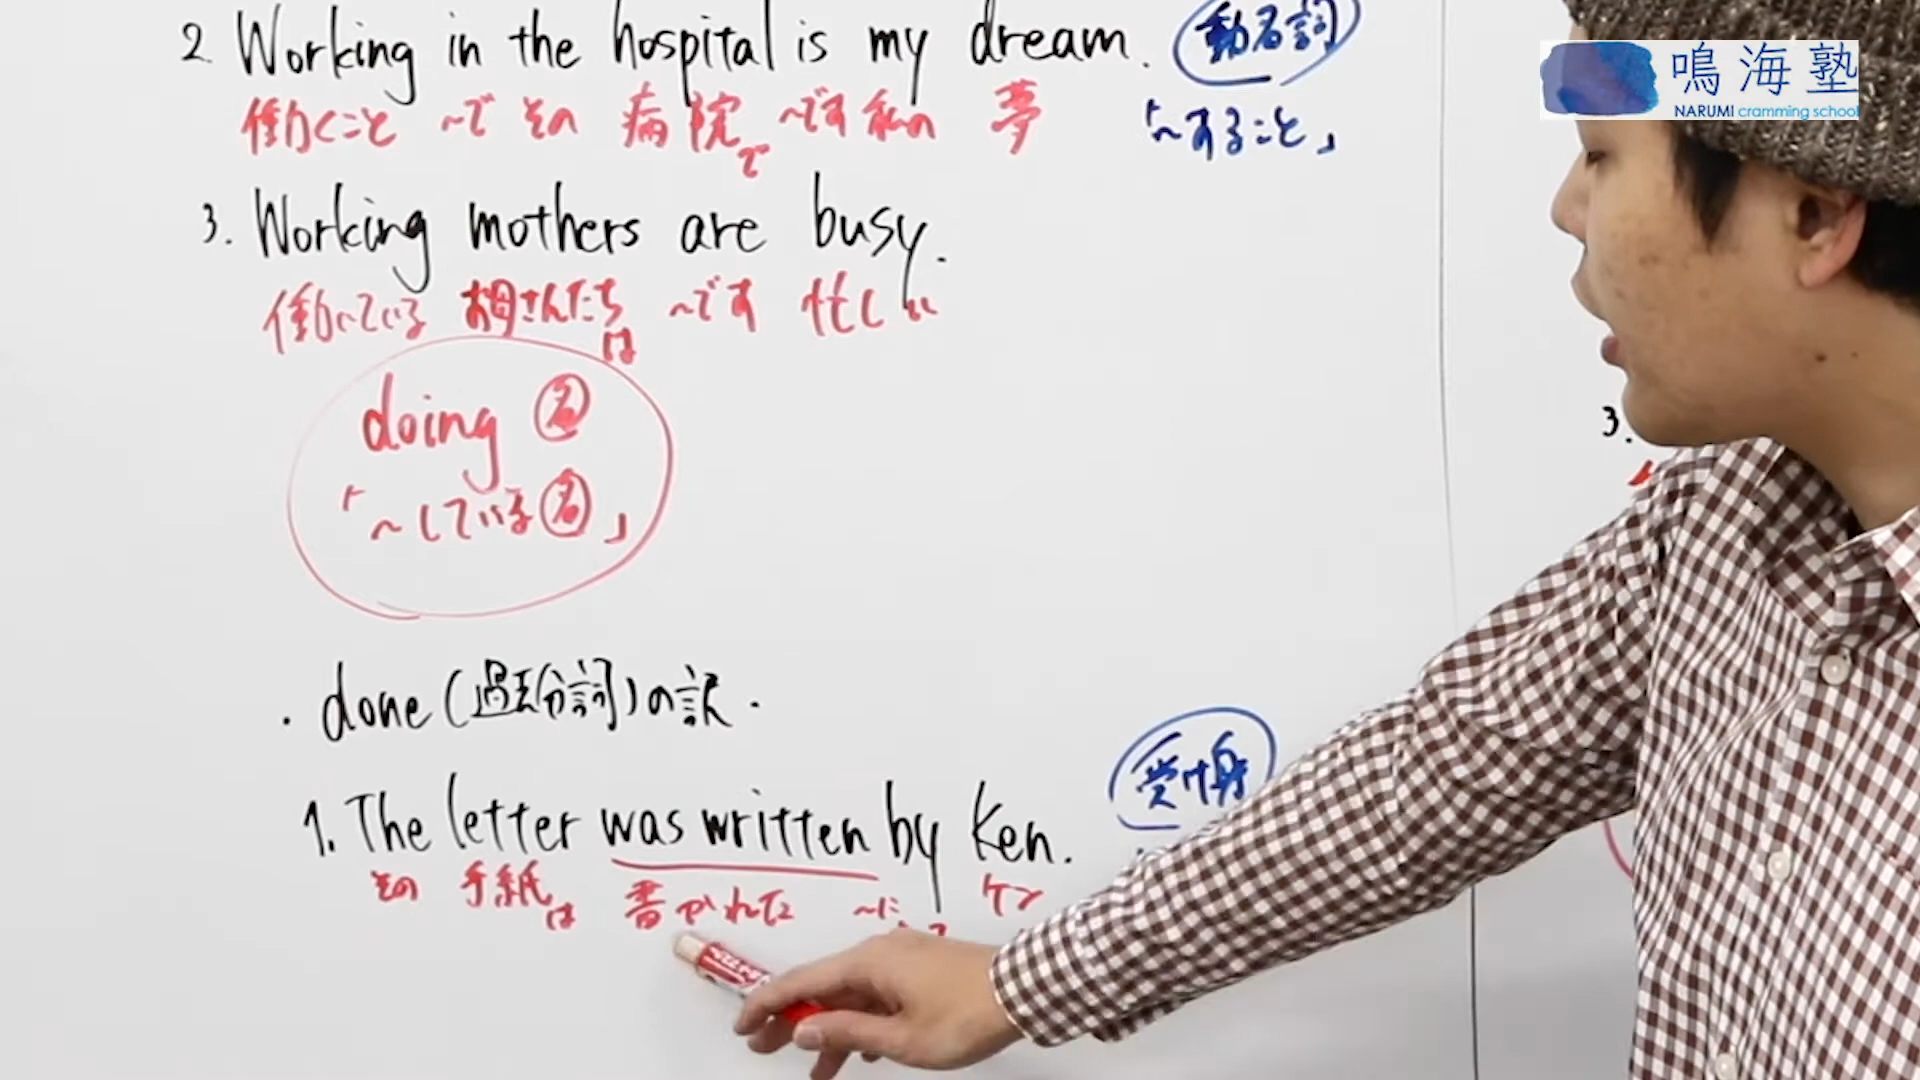 2. Working in the hospital is my dream. 動名詞
働くこと 〜で その 病院で 〜です 私の 夢 「〜すること」
鳴海塾
NARUMI cramming school
3. Working mothers are busy.
働いている お母さんたちは 〜です 忙しい
doing 名
「〜している名」
3.
・done(過去分詞)の訳・
受け身
1. The letter was written by Ken.
その 手紙は 書かれた 〜に ケン